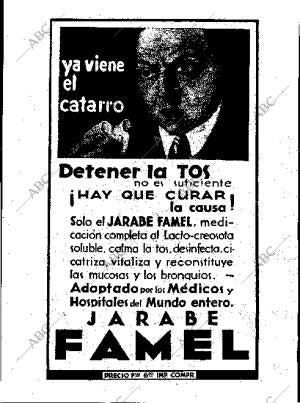 ya viene
el
catarro
Detener la TOS
no es suficiente
¡HAY QUE CURAR
la causa!
Solo el JARABE FAMEL, medi-
cación completa al Lacto-creosota
soluble, calma la tos, desinfecta, ci-
catriza, vitaliza y reconstituye
las mucosas y los bronquios. —
Adoptado por los Médicos y
Hospitales del Mundo entero.
JARABE
FAMEL
IMP. COMPR.